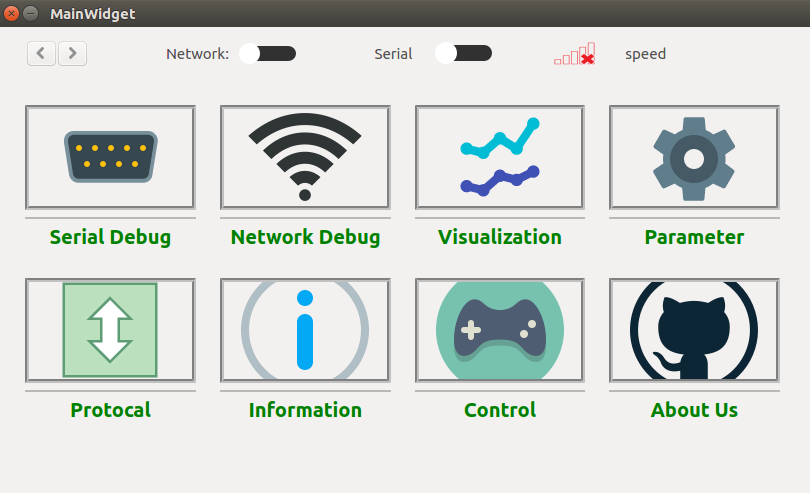 MainWidget
Network: Serial speed
Serial Debug Network Debug Visualization Parameter
Protocal Information Control About Us